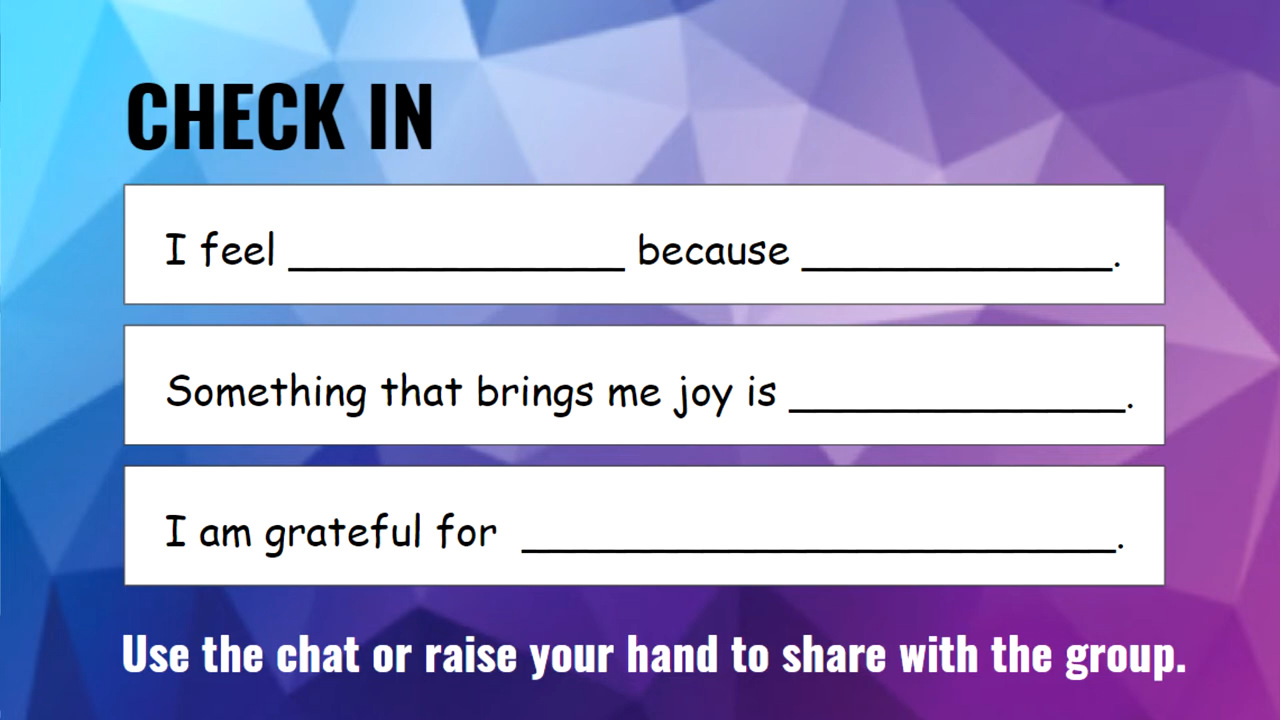 CHECK IN
I feel ______________ because _____________.
Something that brings me joy is ______________.
I am grateful for _________________________.
Use the chat or raise your hand to share with the group.